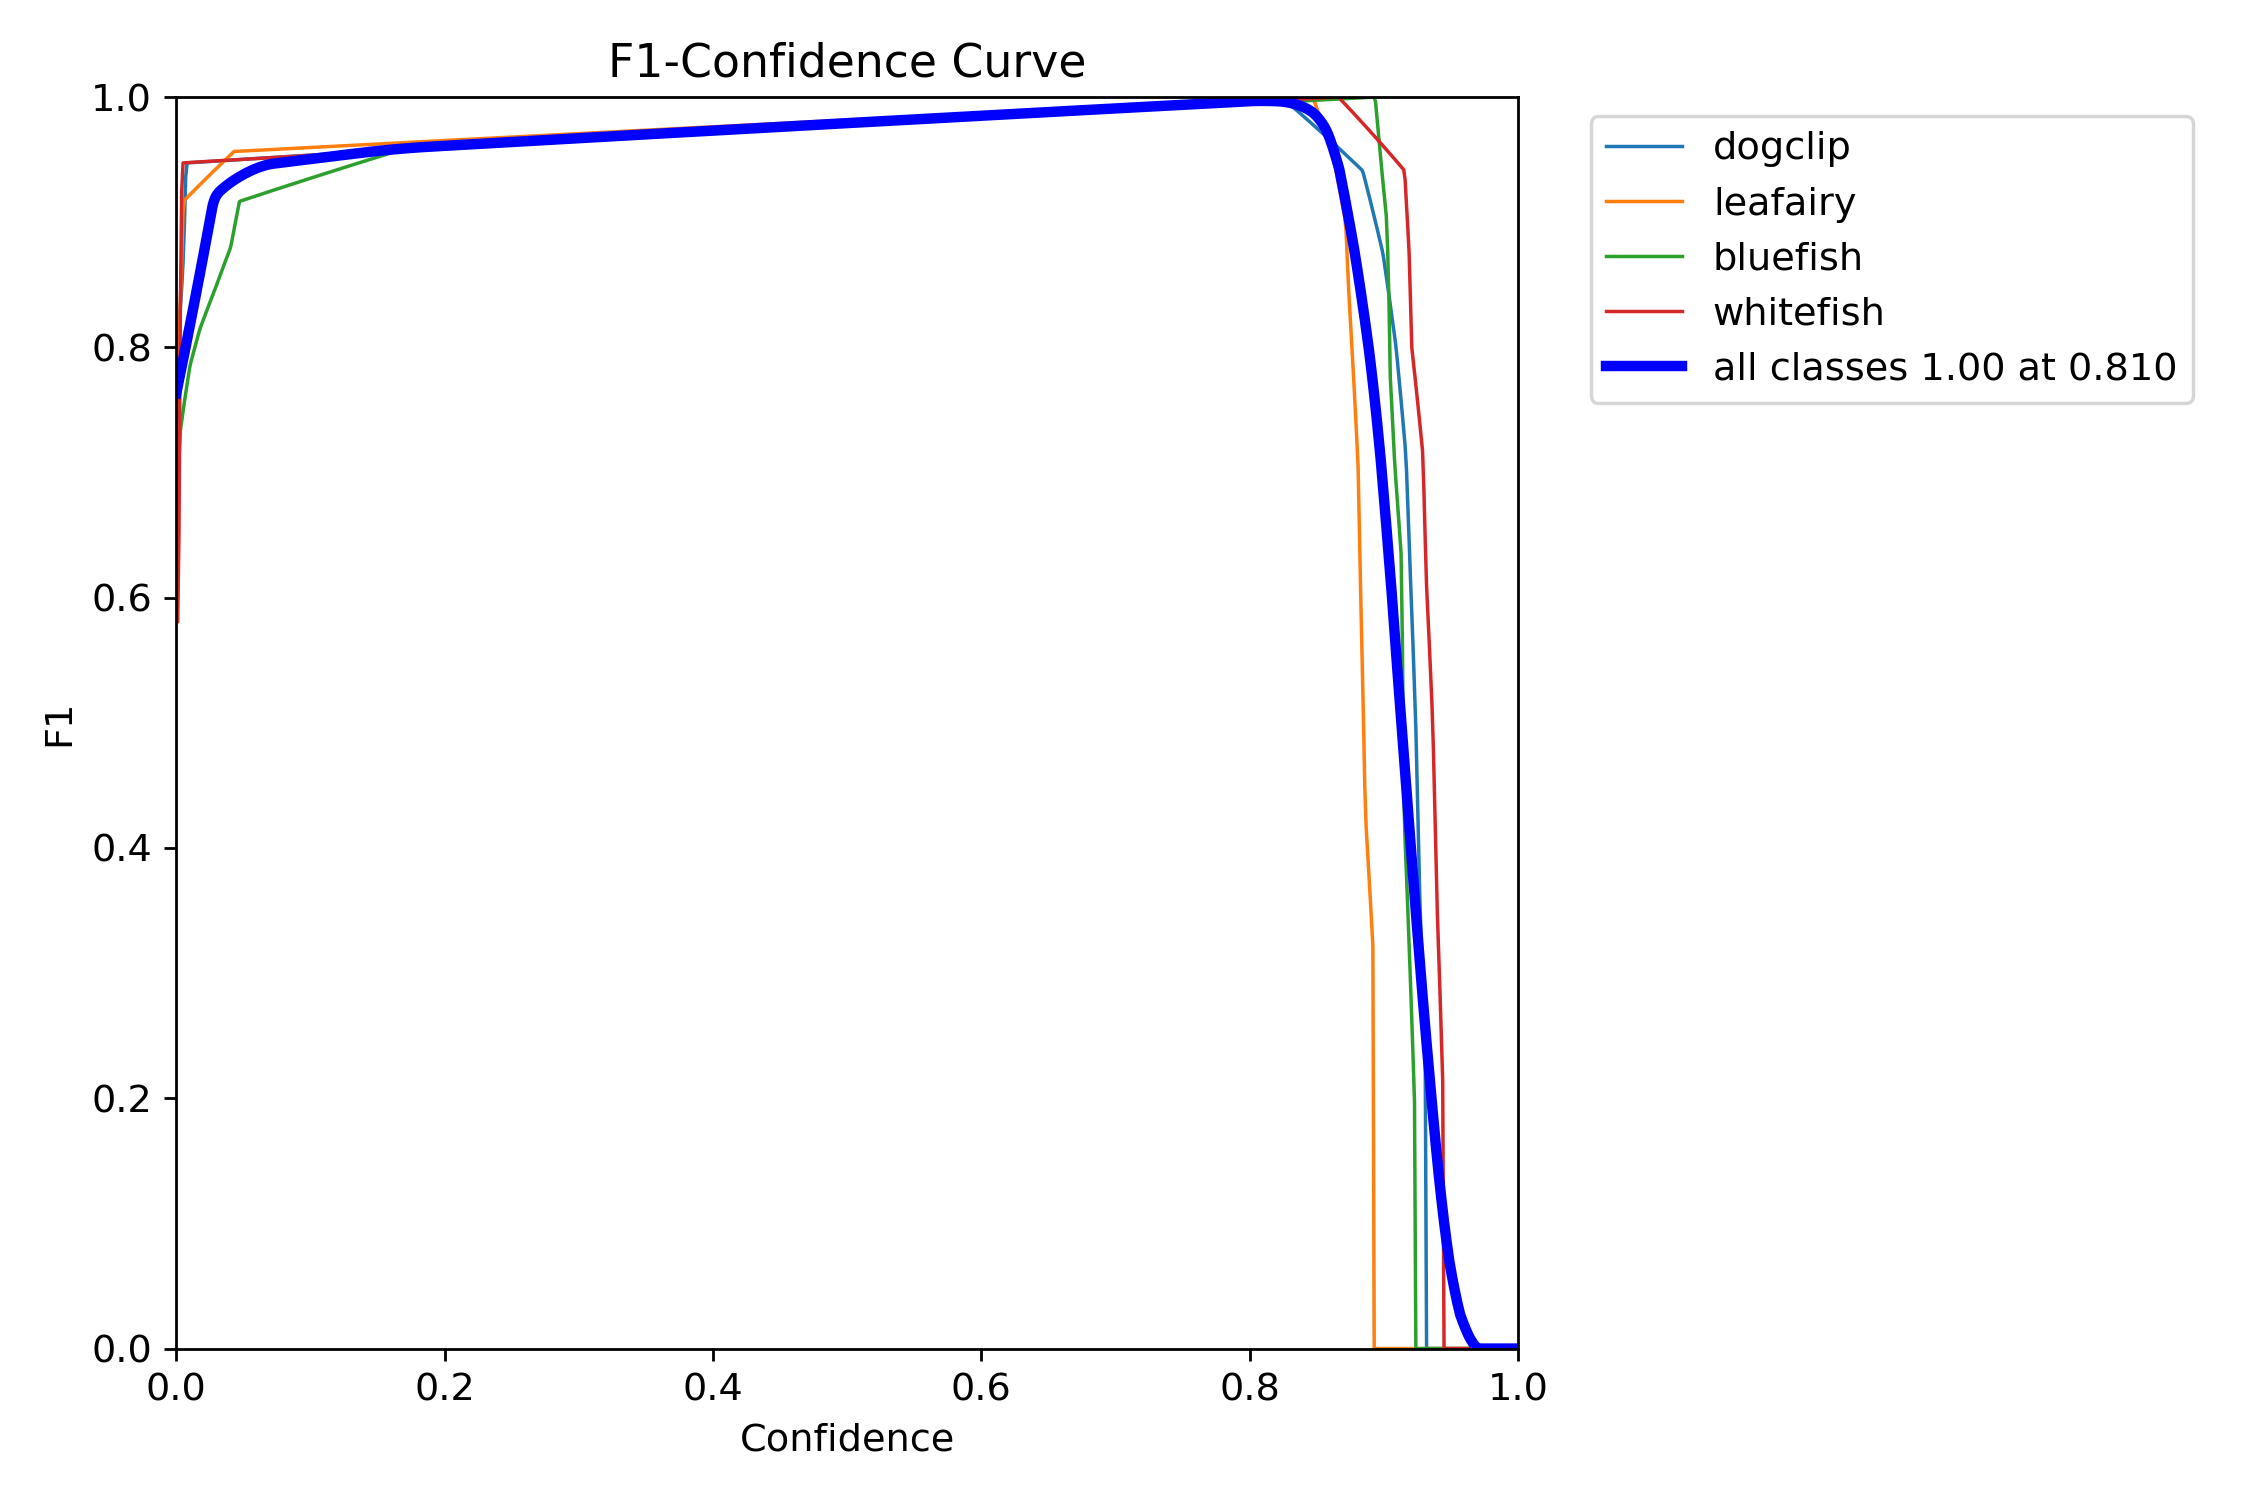 F1-Confidence Curve
1.0
0.8
0.6
0.4
0.2
0.0
F1
0.0 0.2 0.4 0.6 0.8 1.0
Confidence
dogclip
leafairy
bluefish
whitefish
all classes 1.00 at 0.810